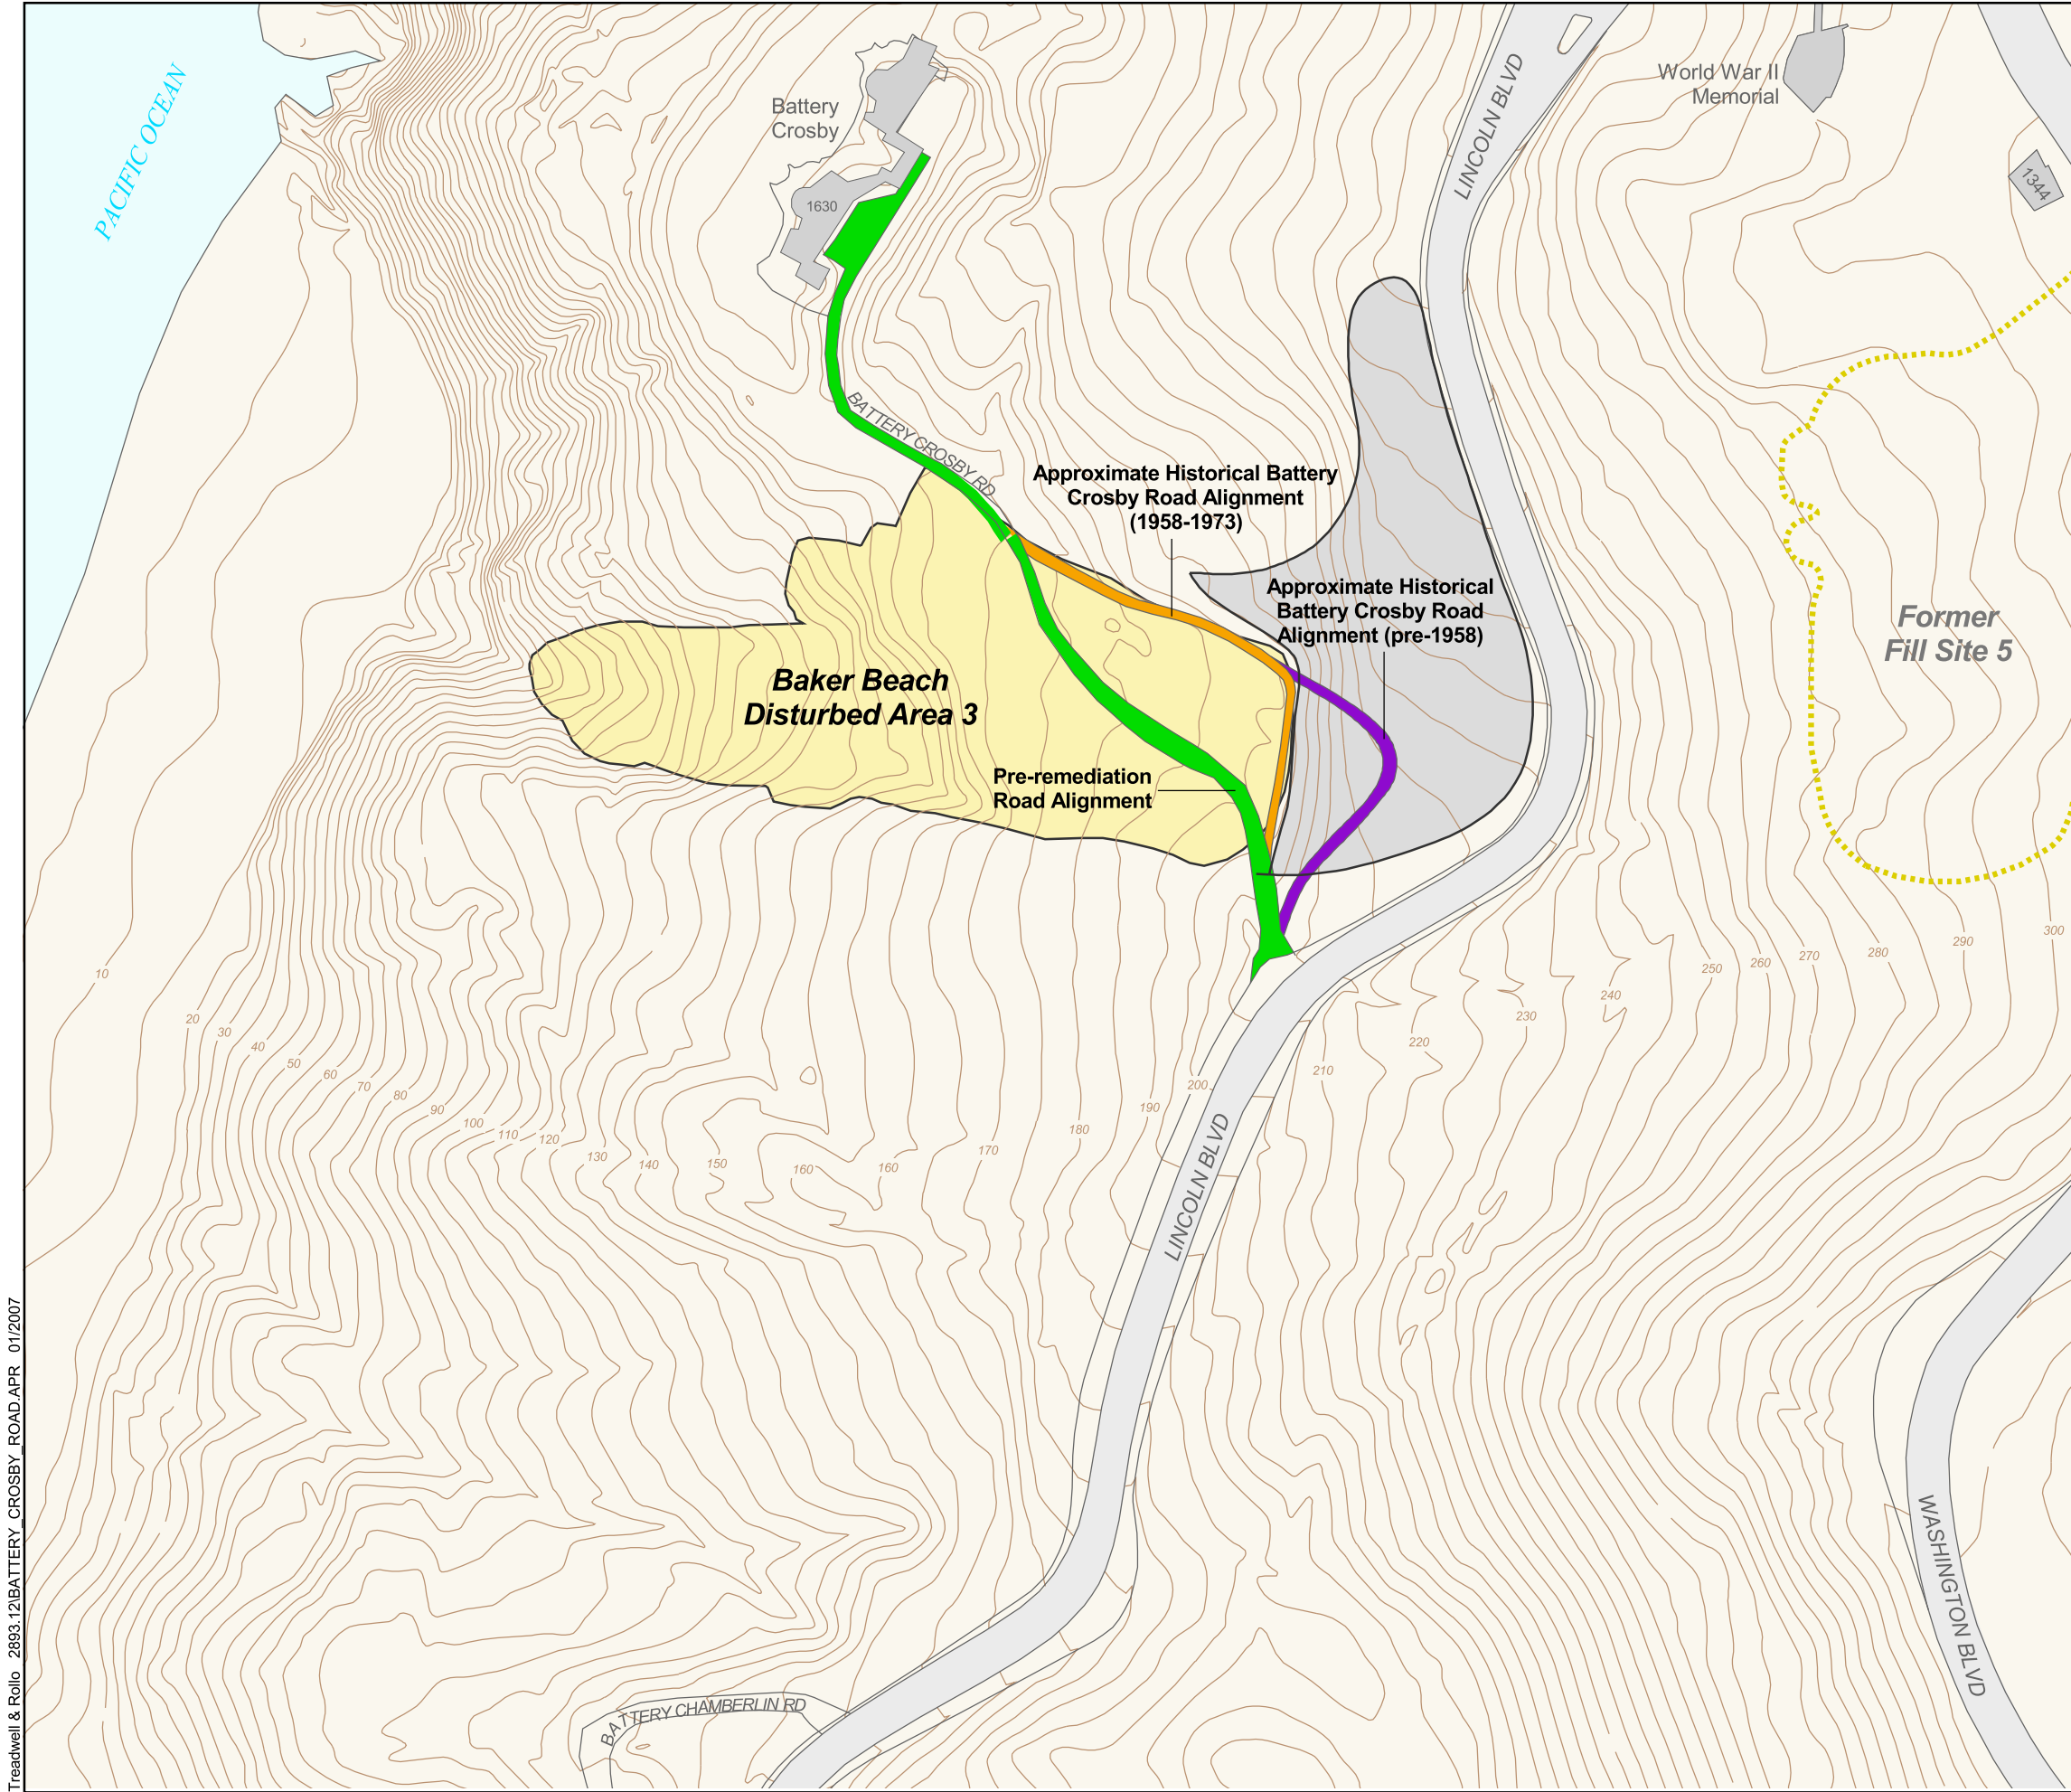 PACIFIC OCEAN
Battery
Crosby
1630
LINCOLN BLVD
World War II
Memorial
1344
BATTERY CROSBY RD
Approximate Historical Battery
Crosby Road Alignment
(1958-1973)
Approximate Historical
Battery Crosby Road
Alignment (pre-1958)
Former
Fill Site 5
Baker Beach
Disturbed Area 3
Pre-remediation
Road Alignment
10
20
30
40
50
60
70
80
90
100
110
120
130
140
150
160
160
170
180
190
200
210
220
230
240
250
260
270
280
290
300
LINCOLN BLVD
WASHINGTON BLVD
BATTERY CHAMBERLIN RD
Treadwell & Rollo 2893.12\BATTERY_CROSBY_ROAD.APR 01/2007